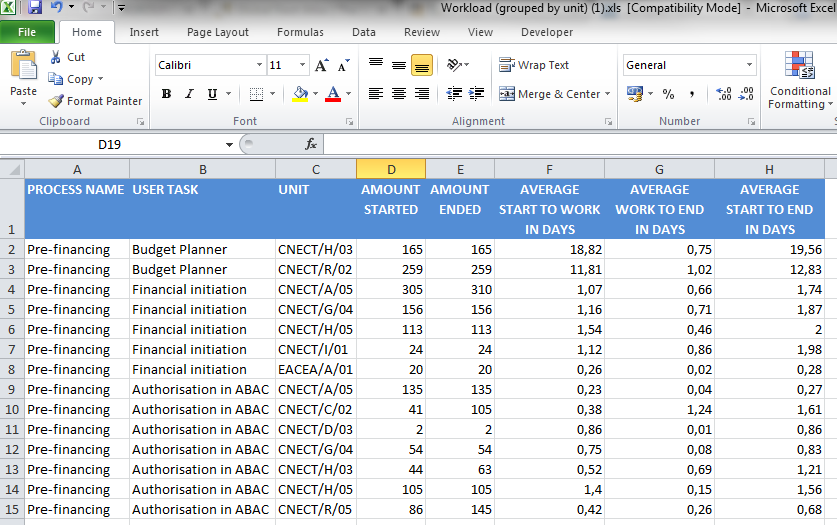 Workload (grouped by unit) (1).xls [Compatibility Mode] - Microsoft Excel
File Home Insert Page Layout Formulas Data Review View Developer
Paste
Cut
Copy
Format Painter
Clipboard
Calibri 11
B I U
Font
Wrap Text
Merge & Center
Alignment
General
Number
Conditional
Formatting
D19 fx
A B C D E F G H
1 PROCESS NAME USER TASK UNIT AMOUNT STARTED AMOUNT ENDED AVERAGE START TO WORK IN DAYS AVERAGE WORK TO END IN DAYS AVERAGE START TO END IN DAYS
2 Pre-financing Budget Planner CNECT/H/03 165 165 18,82 0,75 19,56
3 Pre-financing Budget Planner CNECT/R/02 259 259 11,81 1,02 12,83
4 Pre-financing Financial initiation CNECT/A/05 305 310 1,07 0,66 1,74
5 Pre-financing Financial initiation CNECT/G/04 156 156 1,16 0,71 1,87
6 Pre-financing Financial initiation CNECT/H/05 113 113 1,54 0,46 2
7 Pre-financing Financial initiation CNECT/I/01 24 24 1,12 0,86 1,98
8 Pre-financing Financial initiation EACEA/A/01 20 20 0,26 0,02 0,28
9 Pre-financing Authorisation in ABAC CNECT/A/05 135 135 0,23 0,04 0,27
10 Pre-financing Authorisation in ABAC CNECT/C/02 41 105 0,38 1,24 1,61
11 Pre-financing Authorisation in ABAC CNECT/D/03 2 2 0,86 0,01 0,86
12 Pre-financing Authorisation in ABAC CNECT/G/04 54 54 0,75 0,08 0,83
13 Pre-financing Authorisation in ABAC CNECT/H/03 44 63 0,52 0,69 1,21
14 Pre-financing Authorisation in ABAC CNECT/H/05 105 105 1,4 0,15 1,56
15 Pre-financing Authorisation in ABAC CNECT/R/05 86 145 0,42 0,26 0,68